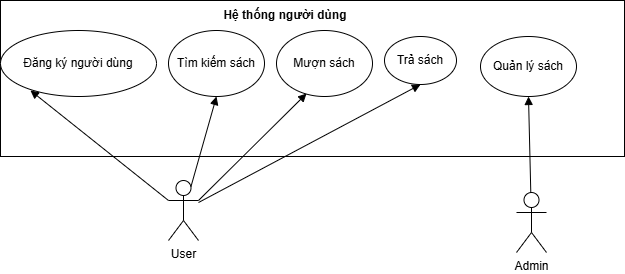 Hệ thống người dùng
Đăng ký người dùng
Tìm kiếm sách
Mượn sách
Trả sách
Quản lý sách
User
Admin